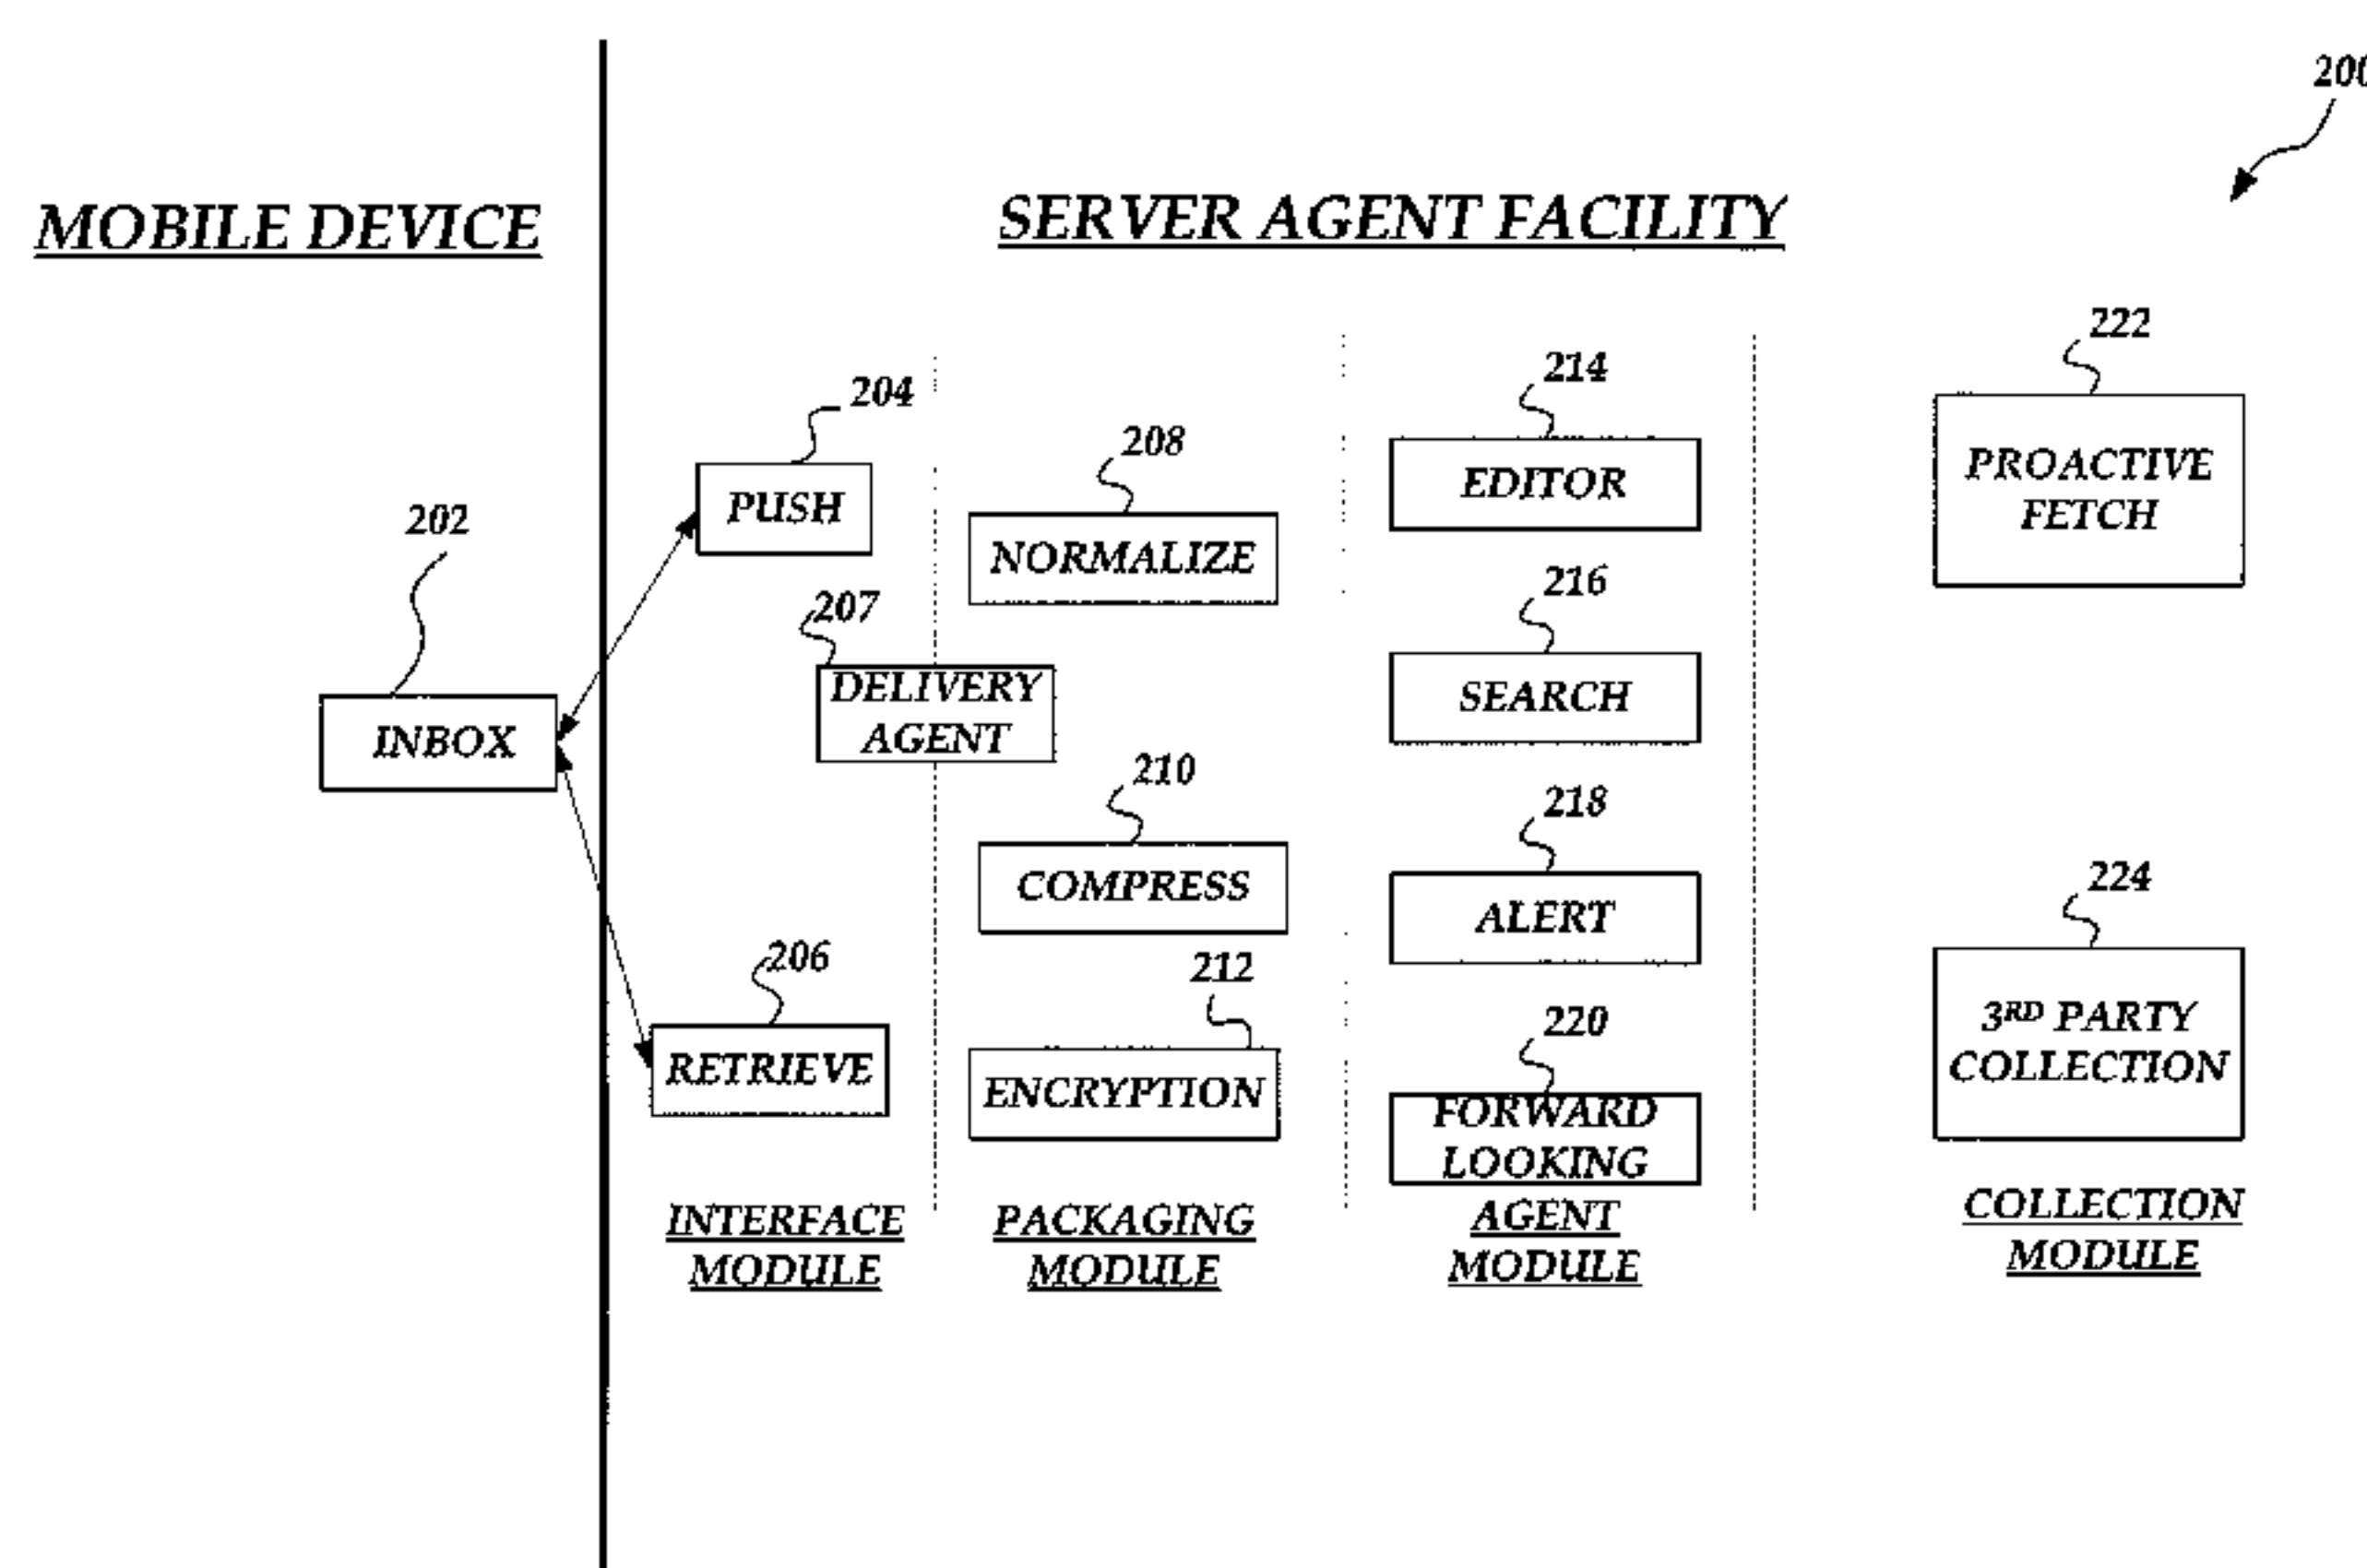 200
MOBILE DEVICE
SERVER AGENT FACILITY
202
INBOX
204
PUSH
207
DELIVERY
AGENT
206
RETRIEVE
INTERFACE
MODULE
208
NORMALIZE
210
COMPRESS
212
ENCRYPTION
PACKAGING
MODULE
214
EDITOR
216
SEARCH
218
ALERT
220
FORWARD
LOOKING
AGENT
MODULE
222
PROACTIVE
FETCH
224
3RD PARTY
COLLECTION
COLLECTION
MODULE